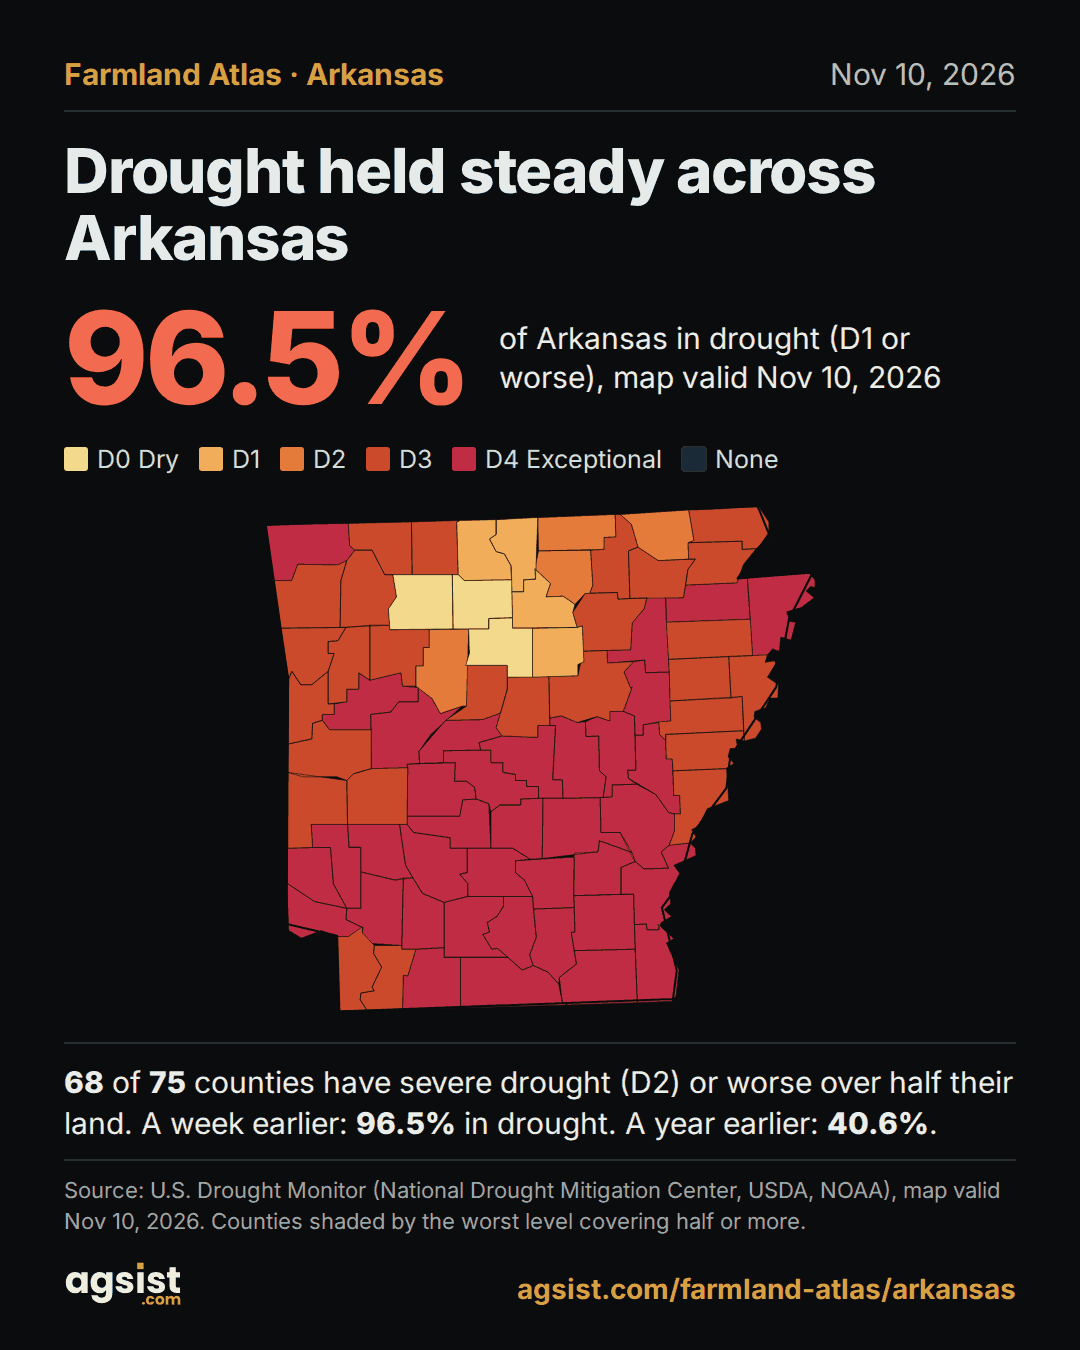 Farmland Atlas · Arkansas
Nov 10, 2026
Drought held steady across
Arkansas
96.5%
of Arkansas in drought (D1 or
worse), map valid Nov 10, 2026
D0 Dry D1 D2 D3 D4 Exceptional None
68 of 75 counties have severe drought (D2) or worse over half their
land. A week earlier: 96.5% in drought. A year earlier: 40.6%.
Source: U.S. Drought Monitor (National Drought Mitigation Center, USDA, NOAA), map valid
Nov 10, 2026. Counties shaded by the worst level covering half or more.
agsist
.com
agsist.com/farmland-atlas/arkansas